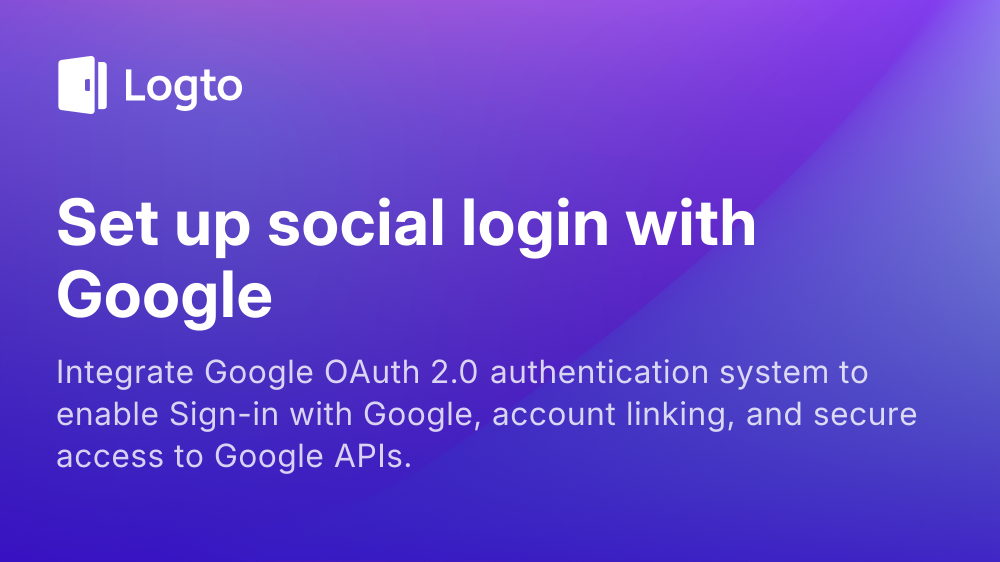 Logto
Set up social login with
Google
Integrate Google OAuth 2.0 authentication system to
enable Sign-in with Google, account linking, and secure
access to Google APIs.